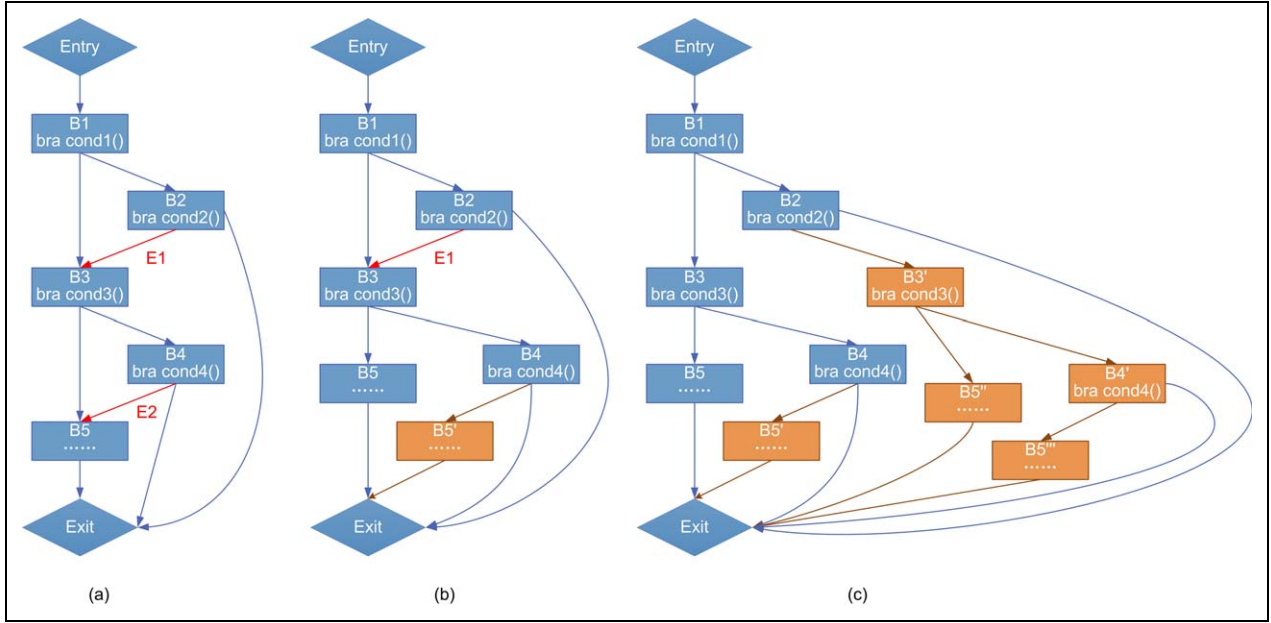 Entry
B1
bra cond1()
B2
bra cond2()
E1
B3
bra cond3()
B4
bra cond4()
E2
B5
......
Exit
(a)
Entry
B1
bra cond1()
B2
bra cond2()
E1
B3
bra cond3()
B4
bra cond4()
B5
......
B5'
......
Exit
(b)
Entry
B1
bra cond1()
B2
bra cond2()
B3
bra cond3()
B3'
bra cond3()
B4
bra cond4()
B4'
bra cond4()
B5
......
B5''
......
B5'
......
B5'''
......
Exit
(c)